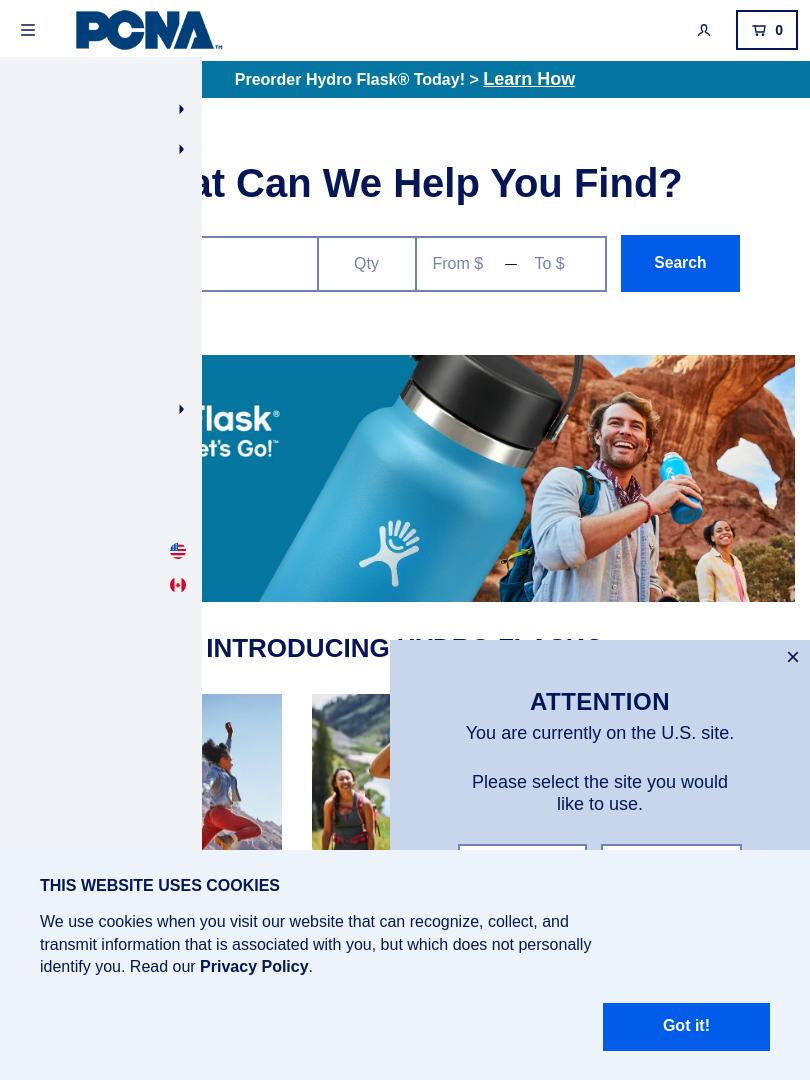 PCNA™
0
Preorder Hydro Flask® Today! > Learn How
at Can We Help You Find?
Qty
From $
To $
Search
Flask®
et's Go!™
INTRODUCING
×
ATTENTION
You are currently on the U.S. site.
Please select the site you would
like to use.
THIS WEBSITE USES COOKIES
We use cookies when you visit our website that can recognize, collect, and
transmit information that is associated with you, but which does not personally
identify you. Read our Privacy Policy.
Got it!